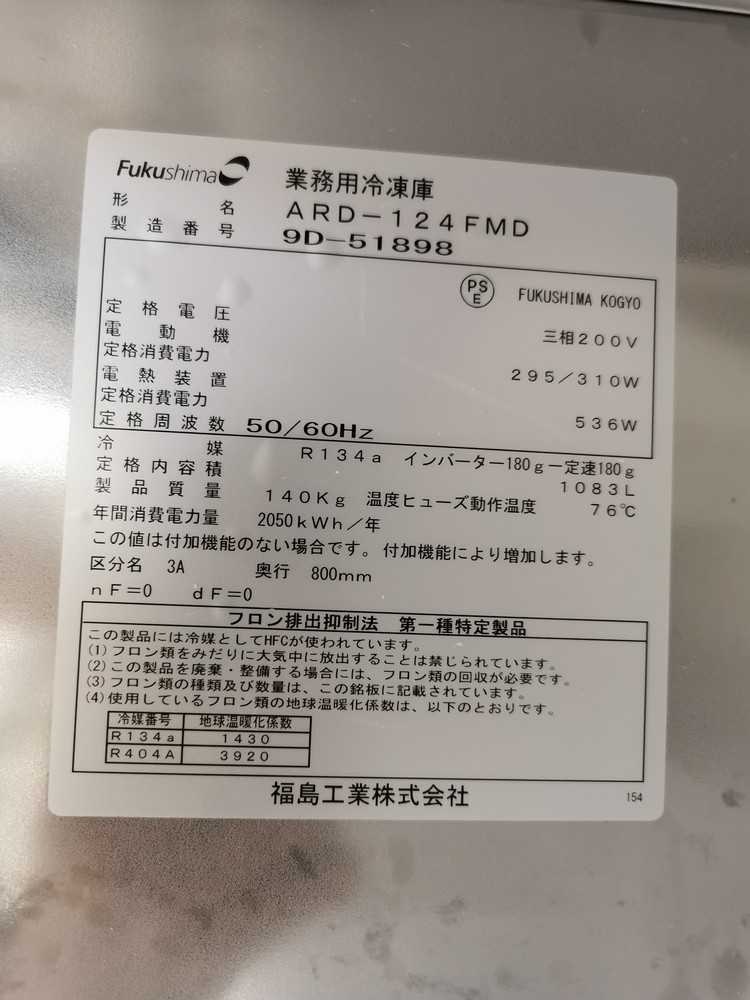 Fukushima 業務用冷凍庫
形名 ARD－124FMD
製造番号 9D-51898
PSE FUKUSHIMA KOGYO
定格電圧 三相200V
電動機
定格消費電力 295／310W
電熱装置
定格消費電力 536W
定格周波数 50/60Hz
冷媒 R134a インバーター180g－定速180g
定格内容積 1083L
製品質量 140Kg 温度ヒューズ動作温度 76℃
年間消費電力量 2050kWh／年
この値は付加機能のない場合です。付加機能により増加します。
区分名 3A 奥行 800mm
nF=0 dF=0
フロン排出抑制法 第一種特定製品
この製品には冷媒としてHFCが使われています。
(1)フロン類をみだりに大気中に放出することは禁じられています。
(2)この製品を廃棄・整備する場合には、フロン類の回収が必要です。
(3)フロン類の種類及び数量は、この銘板に記載されています。
(4)使用しているフロン類の地球温暖化係数は、以下のとおりです。
冷媒番号 地球温暖化係数
R134a 1430
R404A 3920
福島工業株式会社 154